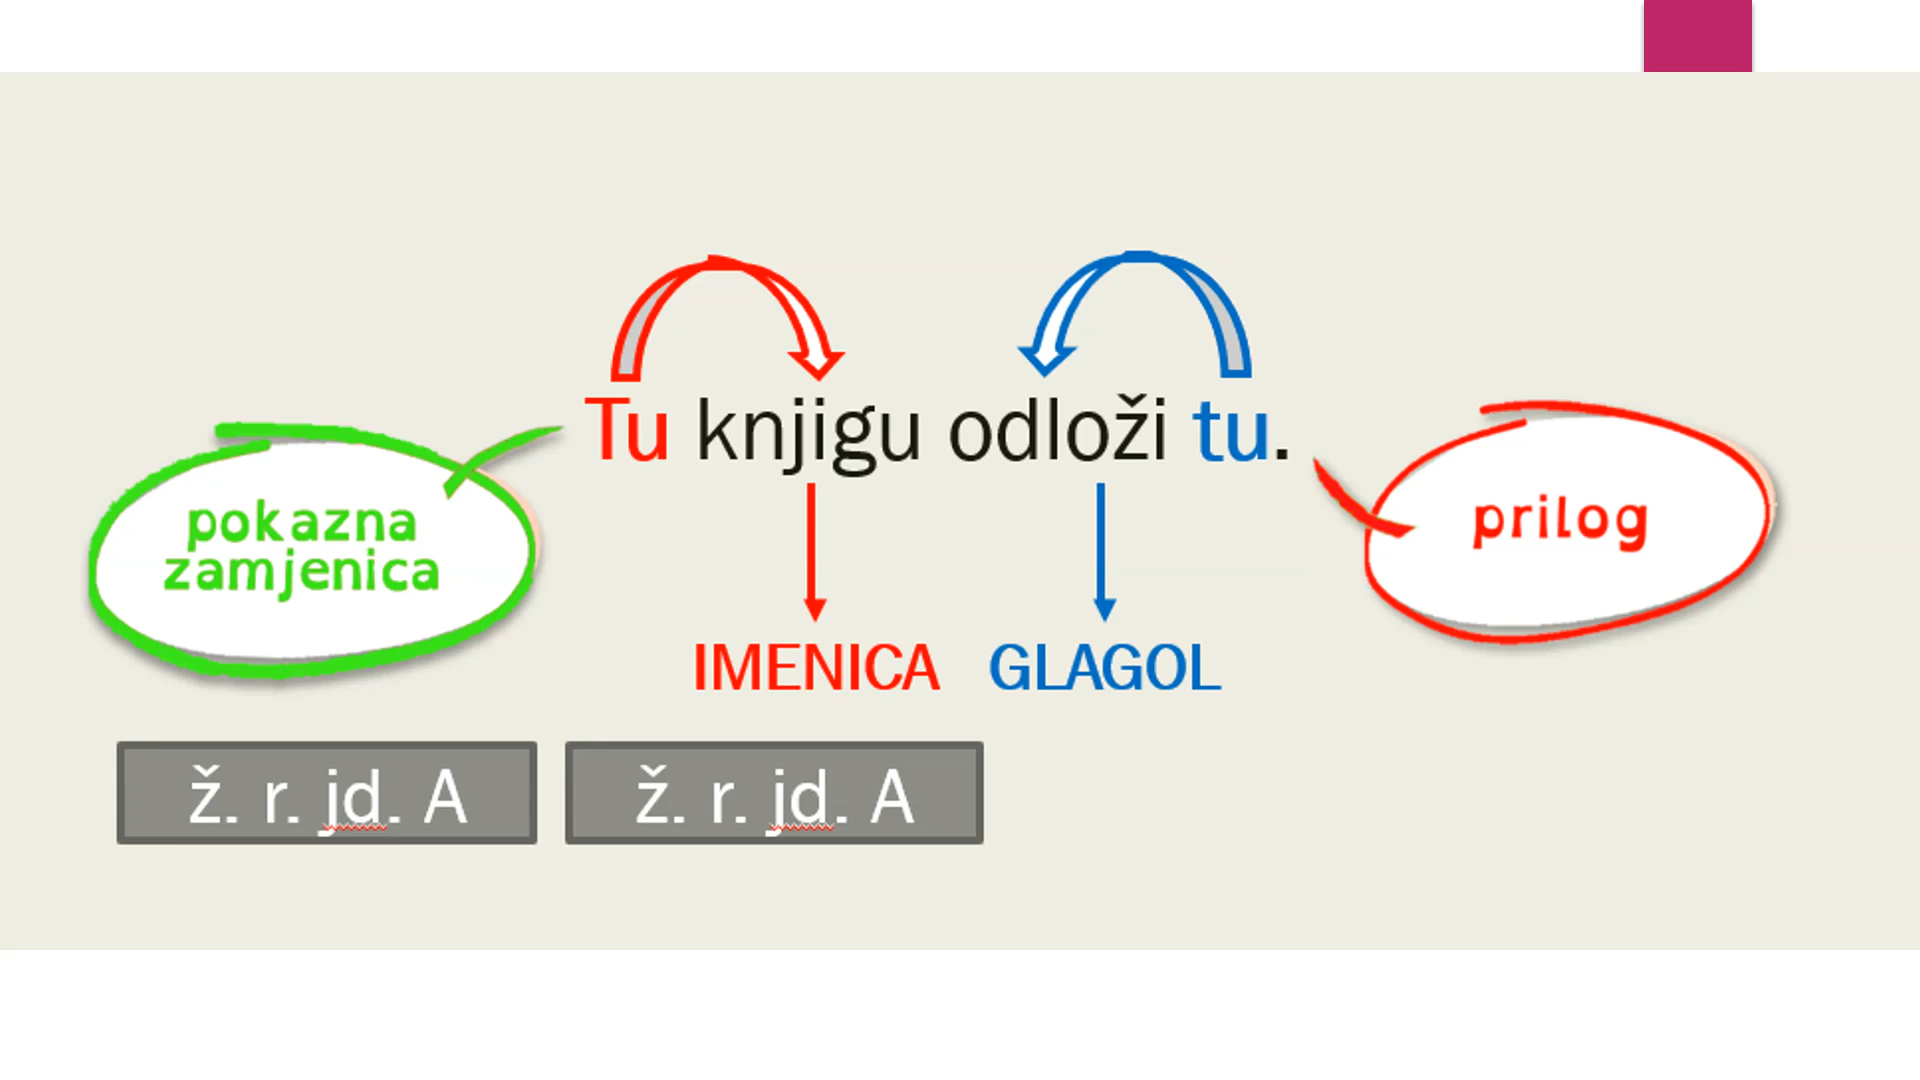 Tu knjigu odloži tu.
pokazna
zamjenica
prilog
IMENICA GLAGOL
ž. r. jd. A
ž. r. jd. A